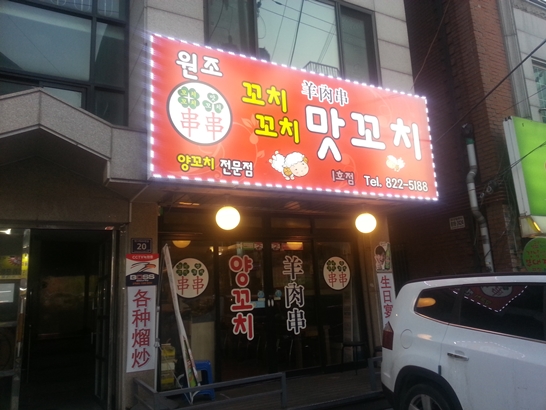 원조
串串
꼬치
꼬치
羊肉串
맛꼬치
양꼬치 전문점
1호점
Tel. 822-5188
20
各种熘炒
串串
양꼬치
羊肉串
串串
生日宴